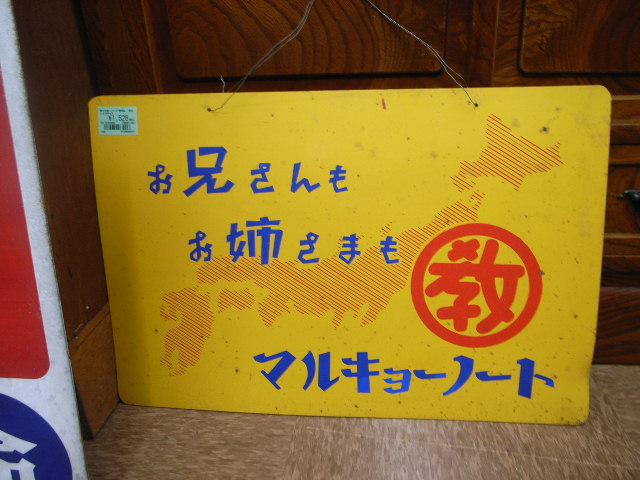 お兄さんも
お姉さまも
教
マルキョーノート